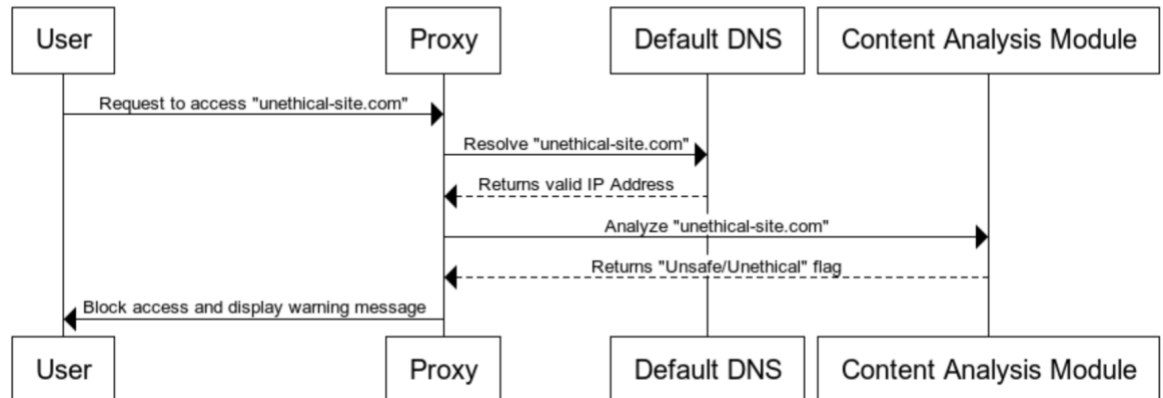 User
Proxy
Default DNS
Content Analysis Module
Request to access "unethical-site.com"
Resolve "unethical-site.com"
Returns valid IP Address
Analyze "unethical-site.com"
Returns "Unsafe/Unethical" flag
Block access and display warning message
User
Proxy
Default DNS
Content Analysis Module